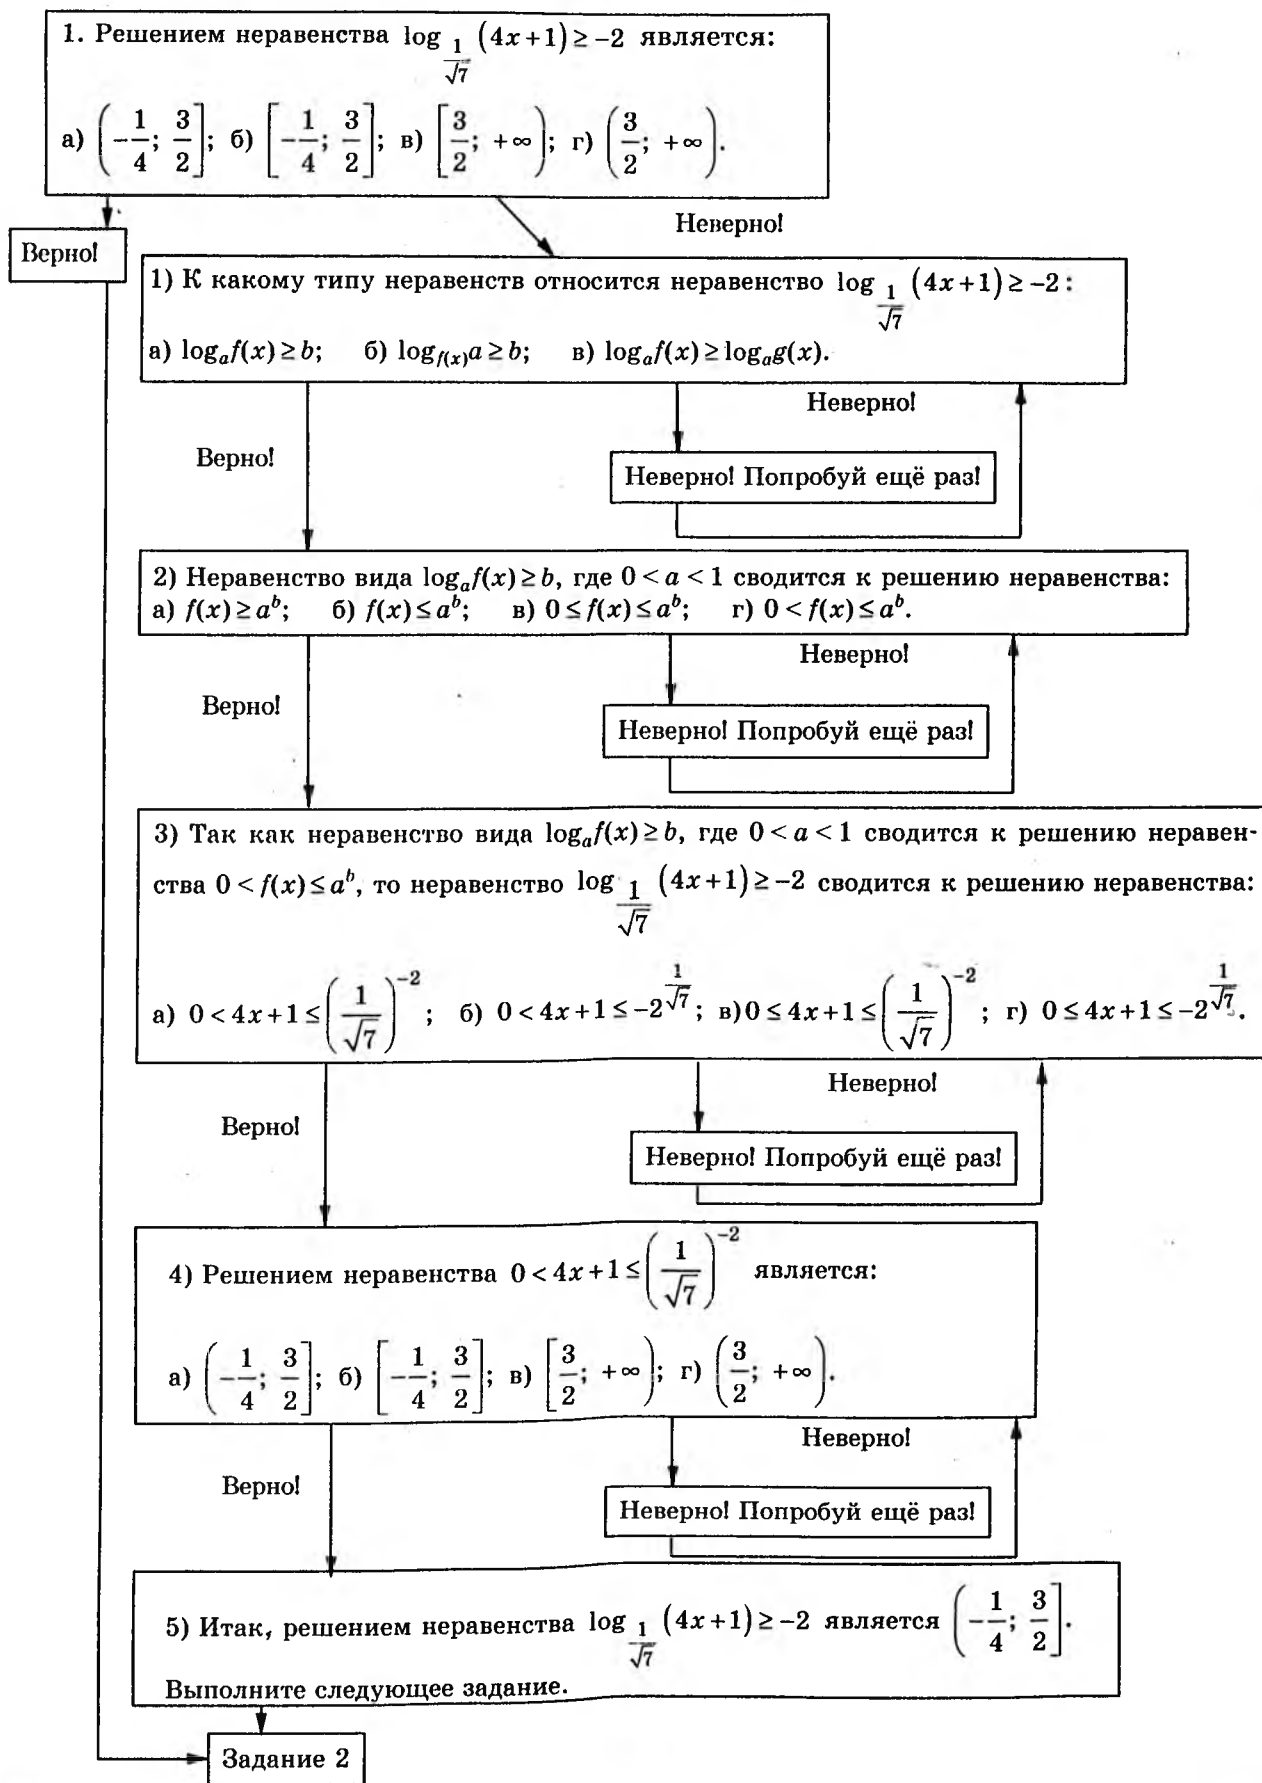 1. Решением неравенства log_{1/√7} (4x+1) ≥ −2 является:
а) (−1/4; 3/2]; б) [−1/4; 3/2]; в) [3/2; +∞); г) (3/2; +∞).
Верно!
Неверно!
1) К какому типу неравенств относится неравенство log_{1/√7} (4x+1) ≥ −2 :
а) log_a f(x) ≥ b; б) log_{f(x)} a ≥ b; в) log_a f(x) ≥ log_a g(x).
Неверно!
Верно!
Неверно! Попробуй ещё раз!
2) Неравенство вида log_a f(x) ≥ b, где 0 < a < 1 сводится к решению неравенства:
а) f(x) ≥ a^b; б) f(x) ≤ a^b; в) 0 ≤ f(x) ≤ a^b; г) 0 < f(x) ≤ a^b.
Неверно!
Верно!
Неверно! Попробуй ещё раз!
3) Так как неравенство вида log_a f(x) ≥ b, где 0 < a < 1 сводится к решению неравен-
ства 0 < f(x) ≤ a^b, то неравенство log_{1/√7} (4x+1) ≥ −2 сводится к решению неравенства:
а) 0 < 4x+1 ≤ (1/√7)^{−2}; б) 0 < 4x+1 ≤ −2^{1/√7}; в) 0 ≤ 4x+1 ≤ (1/√7)^{−2}; г) 0 ≤ 4x+1 ≤ −2^{1/√7}.
Неверно!
Верно!
Неверно! Попробуй ещё раз!
4) Решением неравенства 0 < 4x+1 ≤ (1/√7)^{−2} является:
а) (−1/4; 3/2]; б) [−1/4; 3/2]; в) [3/2; +∞); г) (3/2; +∞).
Неверно!
Верно!
Неверно! Попробуй ещё раз!
5) Итак, решением неравенства log_{1/√7} (4x+1) ≥ −2 является (−1/4; 3/2].
Выполните следующее задание.
Задание 2